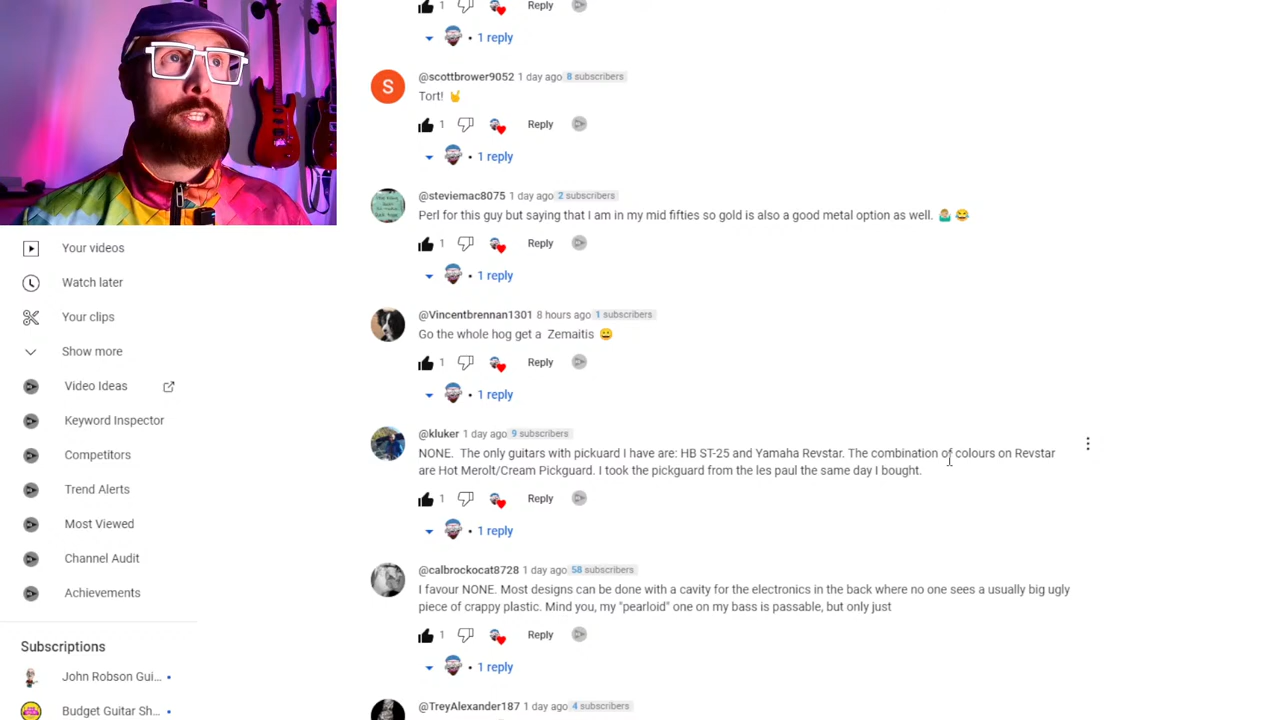 1 Reply
1 reply
@scottbrower9052 1 day ago 8 subscribers
S
Tort! 🤘
1 Reply
1 reply
@steviemac8075 1 day ago 2 subscribers
Perl for this guy but saying that I am in my mid fifties so gold is also a good metal option as well. 🤷🏼‍♂️ 😂
1 Reply
1 reply
@Vincentbrennan1301 8 hours ago 1 subscribers
Go the whole hog get a Zemaitis 😀
1 Reply
1 reply
@kluker 1 day ago 9 subscribers
NONE. The only guitars with pickuard I have are: HB ST-25 and Yamaha Revstar. The combination of colours on Revstar
are Hot Merolt/Cream Pickguard. I took the pickguard from the les paul the same day I bought.
1 Reply
1 reply
@calbrockocat8728 1 day ago 58 subscribers
I favour NONE. Most designs can be done with a cavity for the electronics in the back where no one sees a usually big ugly
piece of crappy plastic. Mind you, my "pearloid" one on my bass is passable, but only just
1 Reply
1 reply
@TreyAlexander187 1 day ago 4 subscribers
Your videos
Watch later
Your clips
Show more
Video Ideas
Keyword Inspector
Competitors
Trend Alerts
Most Viewed
Channel Audit
Achievements
Subscriptions
John Robson Gui...
Budget Guitar Sh...